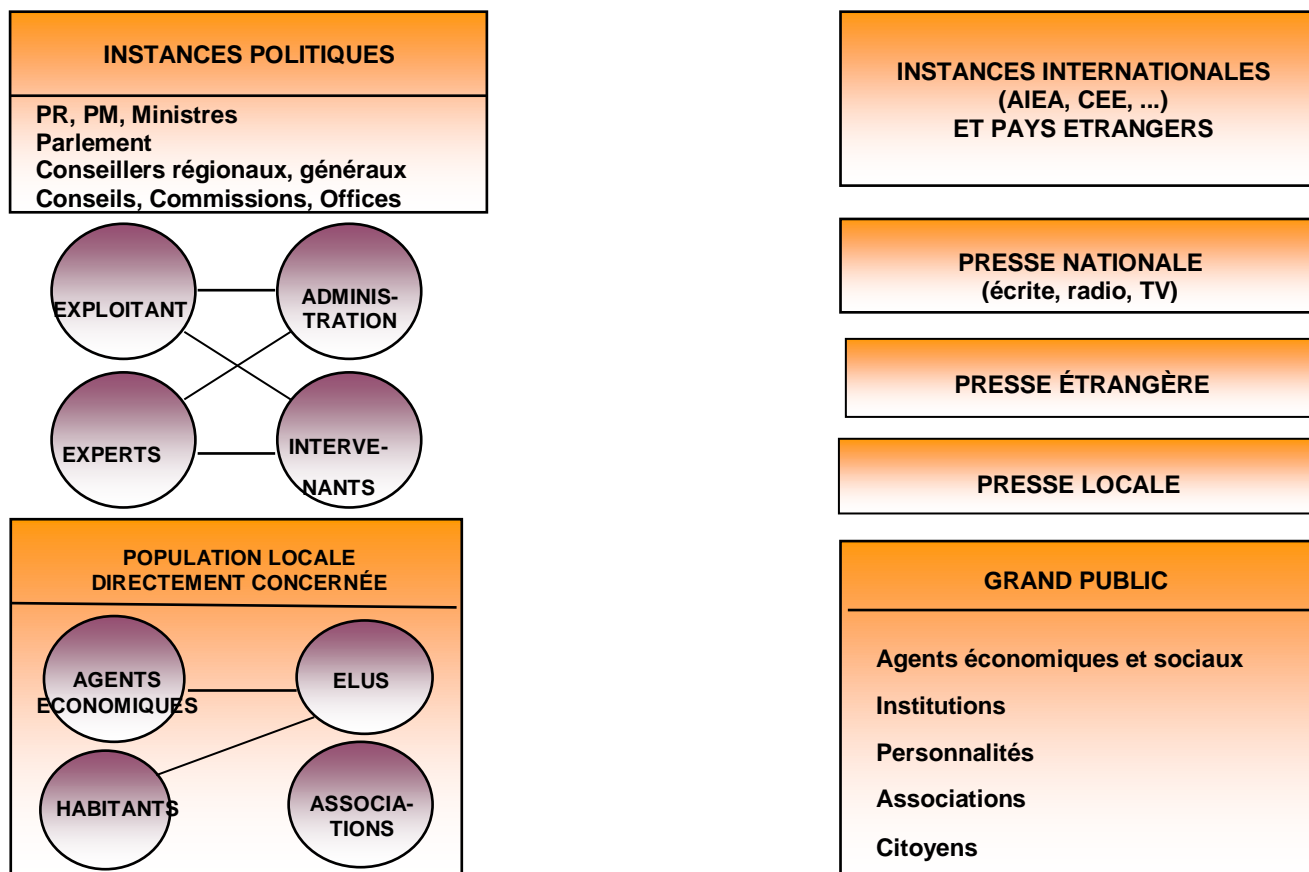 INSTANCES POLITIQUES
PR, PM, Ministres
Parlement
Conseillers régionaux, généraux
Conseils, Commissions, Offices
EXPLOITANT
ADMINIS-
TRATION
EXPERTS
INTERVE-
NANTS
POPULATION LOCALE
DIRECTEMENT CONCERNÉE
AGENTS
ECONOMIQUES
ELUS
HABITANTS
ASSOCIA-
TIONS
INSTANCES INTERNATIONALES
(AIEA, CEE, ...)
ET PAYS ETRANGERS
PRESSE NATIONALE
(écrite, radio, TV)
PRESSE ÉTRANGÈRE
PRESSE LOCALE
GRAND PUBLIC
Agents économiques et sociaux
Institutions
Personnalités
Associations
Citoyens